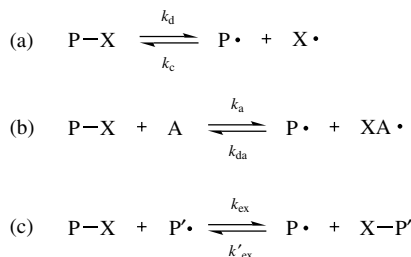 k_d
(a) P–X ⇌ P• + X•
k_c
k_a
(b) P–X + A ⇌ P• + XA•
k_da
k_ex
(c) P–X + P'• ⇌ P• + X–P'
k'_ex